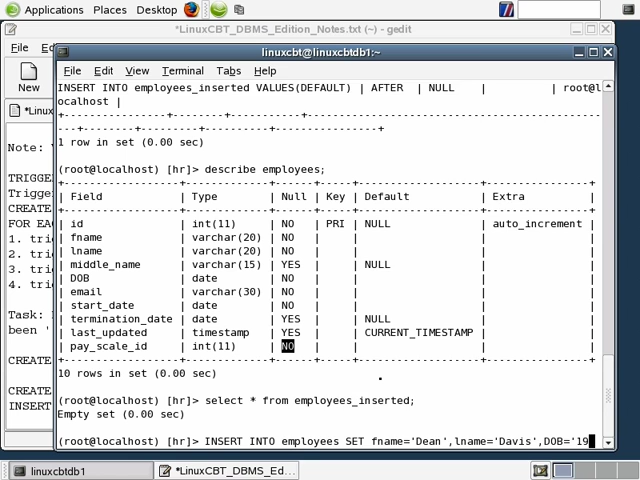 Applications Places Desktop
*LinuxCBT_DBMS_Edition_Notes.txt (~) - gedit
File
linuxcbt@linuxcbtdb1:~
File Edit View Terminal Tabs Help
New
*Linux
Note:
TRIGGE
Trigge
CREATE
FOR EAC
1. tri
2. tri
3. tri
4. tri
Task:
been '
CREATE
CREATE
INSERT
INSERT INTO employees_inserted VALUES(DEFAULT) | AFTER | NULL | | root@l
ocalhost |
+-----------------+---------+--------------+---------------------------------------
---+--------+---------+-----------------+
1 row in set (0.00 sec)
(root@localhost) [hr]> describe employees;
+------------------+-------------+------+-----+-------------------+----------------+
| Field | Type | Null | Key | Default | Extra |
+------------------+-------------+------+-----+-------------------+----------------+
| id | int(11) | NO | PRI | NULL | auto_increment |
| fname | varchar(20) | NO | | | |
| lname | varchar(20) | NO | | | |
| middle_name | varchar(15) | YES | | NULL | |
| DOB | date | NO | | | |
| email | varchar(30) | NO | | | |
| start_date | date | NO | | | |
| termination_date | date | YES | | NULL | |
| last_updated | timestamp | YES | | CURRENT_TIMESTAMP | |
| pay_scale_id | int(11) | NO | | | |
+------------------+-------------+------+-----+-------------------+----------------+
10 rows in set (0.00 sec)
(root@localhost) [hr]> select * from employees_inserted;
Empty set (0.00 sec)
(root@localhost) [hr]> INSERT INTO employees SET fname='Dean',lname='Davis',DOB='19
linuxcbtdb1
*LinuxCBT_DBMS_Ed...